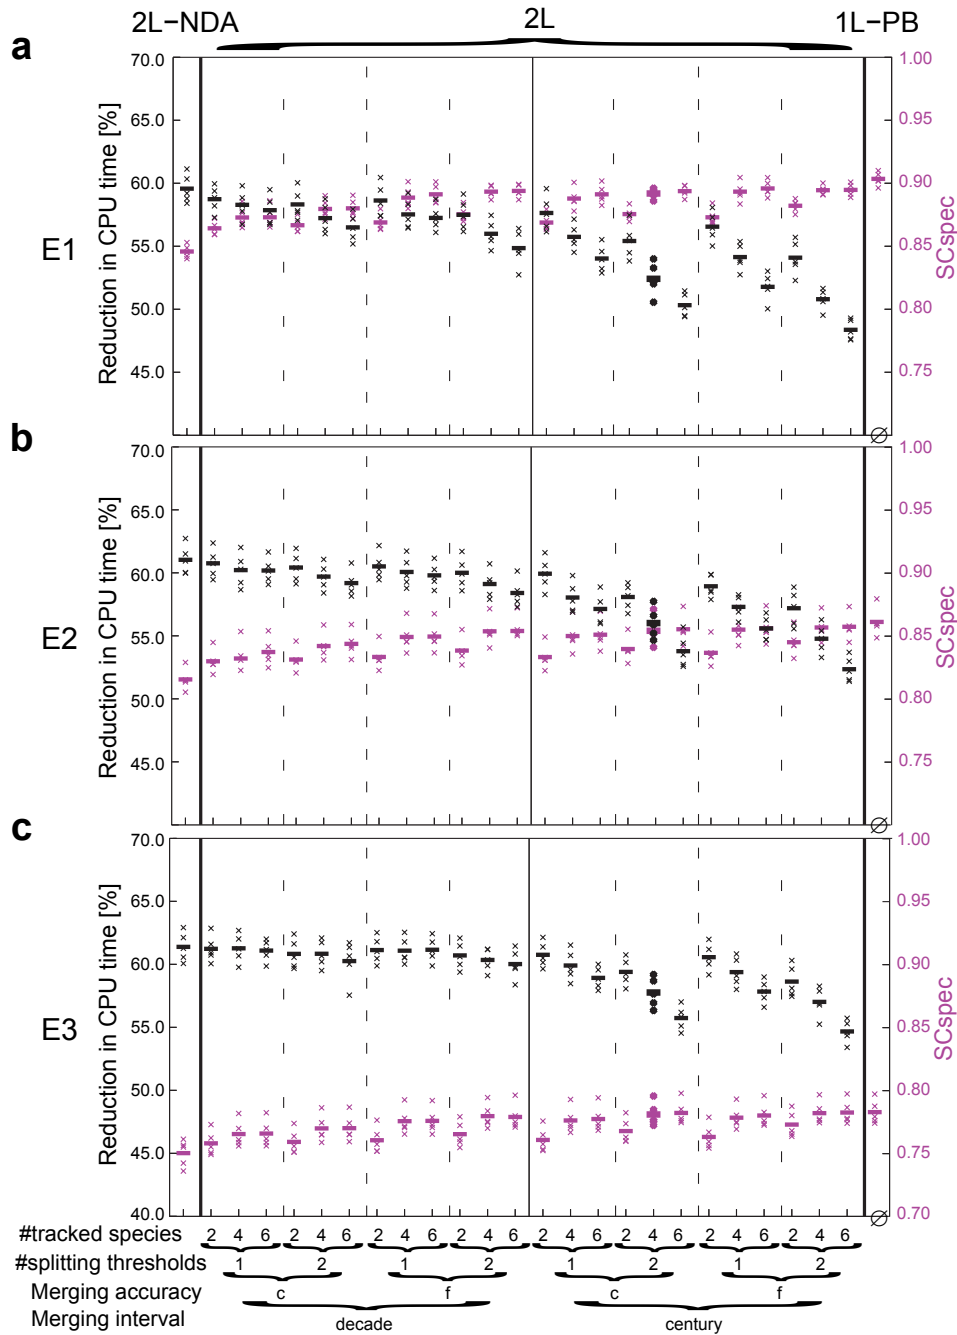 2L−NDA 2L 1L−PB
a
70.0 1.00
65.0 0.95
60.0 0.90
55.0 0.85
50.0 0.80
45.0 0.75
Reduction in CPU time [%]
SCspec
E1
∅
b
70.0 1.00
65.0 0.95
60.0 0.90
55.0 0.85
50.0 0.80
45.0 0.75
Reduction in CPU time [%]
SCspec
E2
∅
c
70.0 1.00
65.0 0.95
60.0 0.90
55.0 0.85
50.0 0.80
45.0 0.75
40.0 0.70
Reduction in CPU time [%]
SCspec
E3
∅
#tracked species 2 4 6 2 4 6 2 4 6 2 4 6 2 4 6 2 4 6 2 4 6 2 4 6
#splitting thresholds 1 2 1 2 1 2 1 2
Merging accuracy c f c f
Merging interval decade century